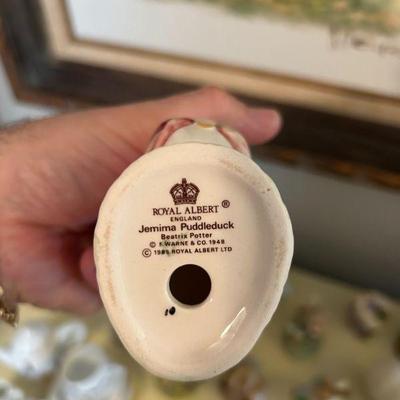 ROYAL ALBERT ®
ENGLAND
Jemima Puddleduck
Beatrix Potter
© F. WARNE & CO. 1948
© 1989 ROYAL ALBERT LTD